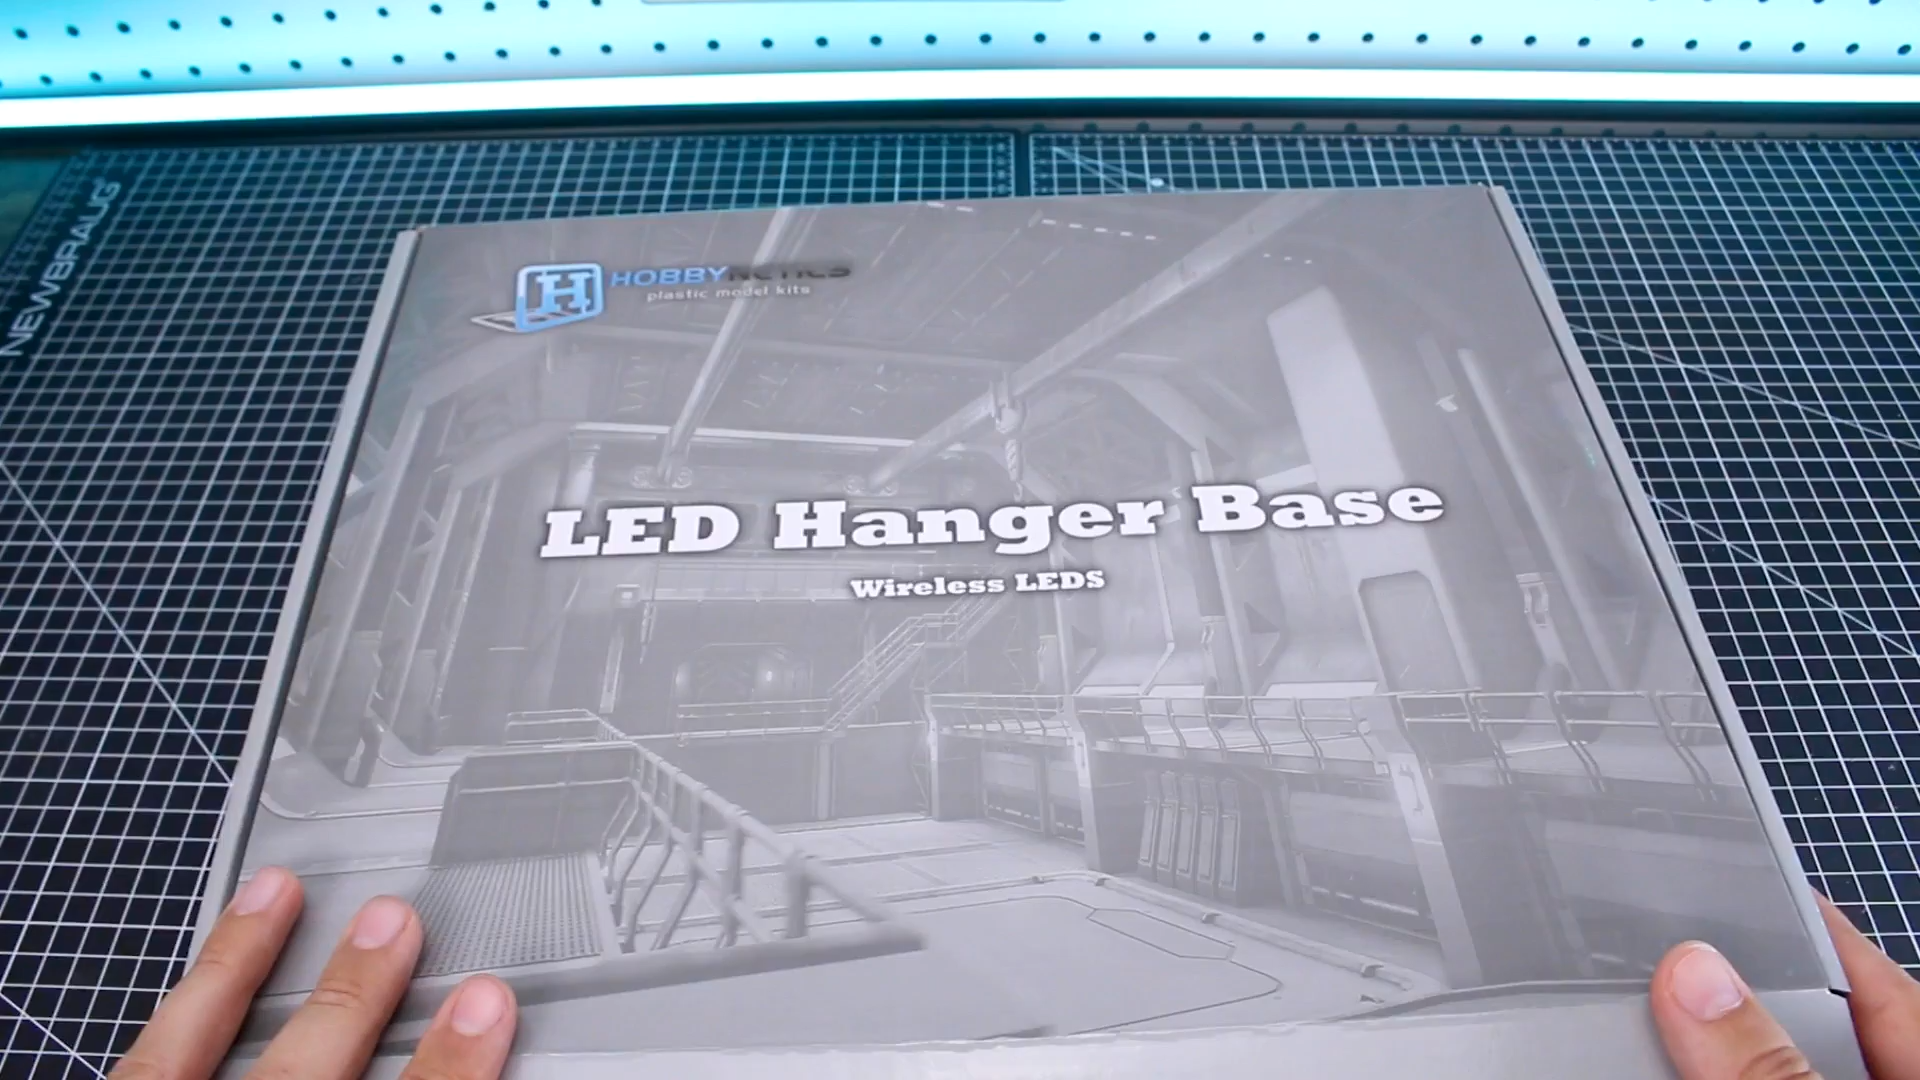 HOBBYNETICS
plastic model kits
LED Hanger Base
Wireless LEDS
NEWBRAUG